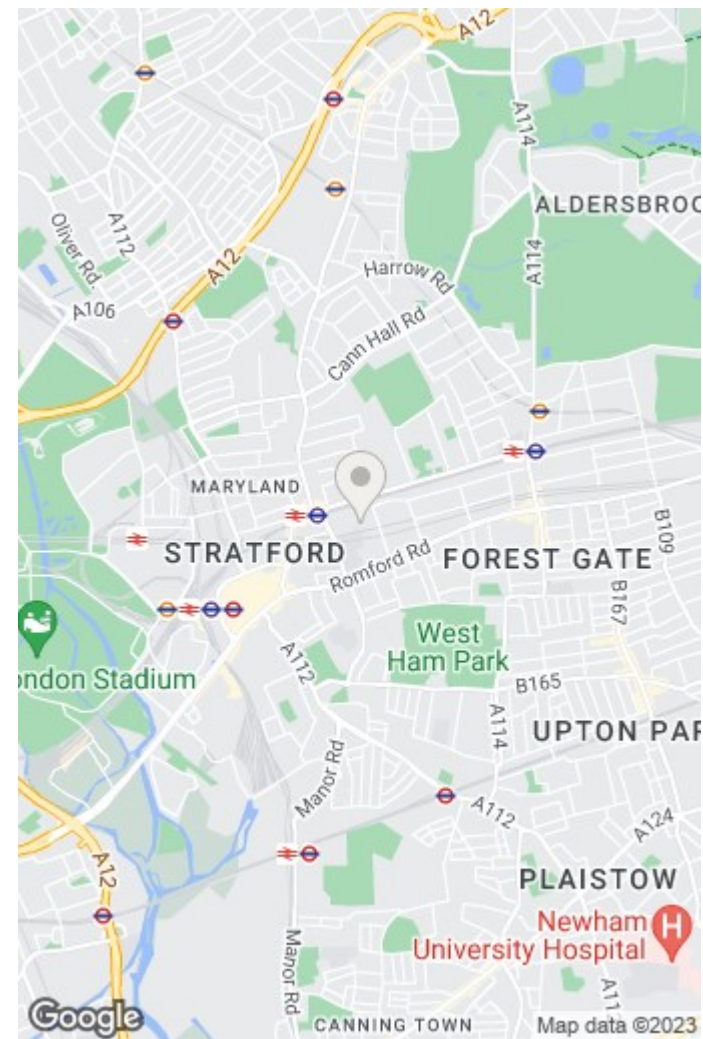 A12
A114
ALDERSBROO
Oliver Rd.
A112
A12
A114
Harrow Rd
A106
Cann Hall Rd
MARYLAND
STRATFORD
Romford Rd
FOREST GATE
B109
B167
West
Ham Park
ondon Stadium
A112
B165
A114
UPTON PAR
Manor Rd
A112
A124
A12
PLAISTOW
Newham
University Hospital
H
Manor Rd
A112
Google
CANNING TOWN
Map data ©2023